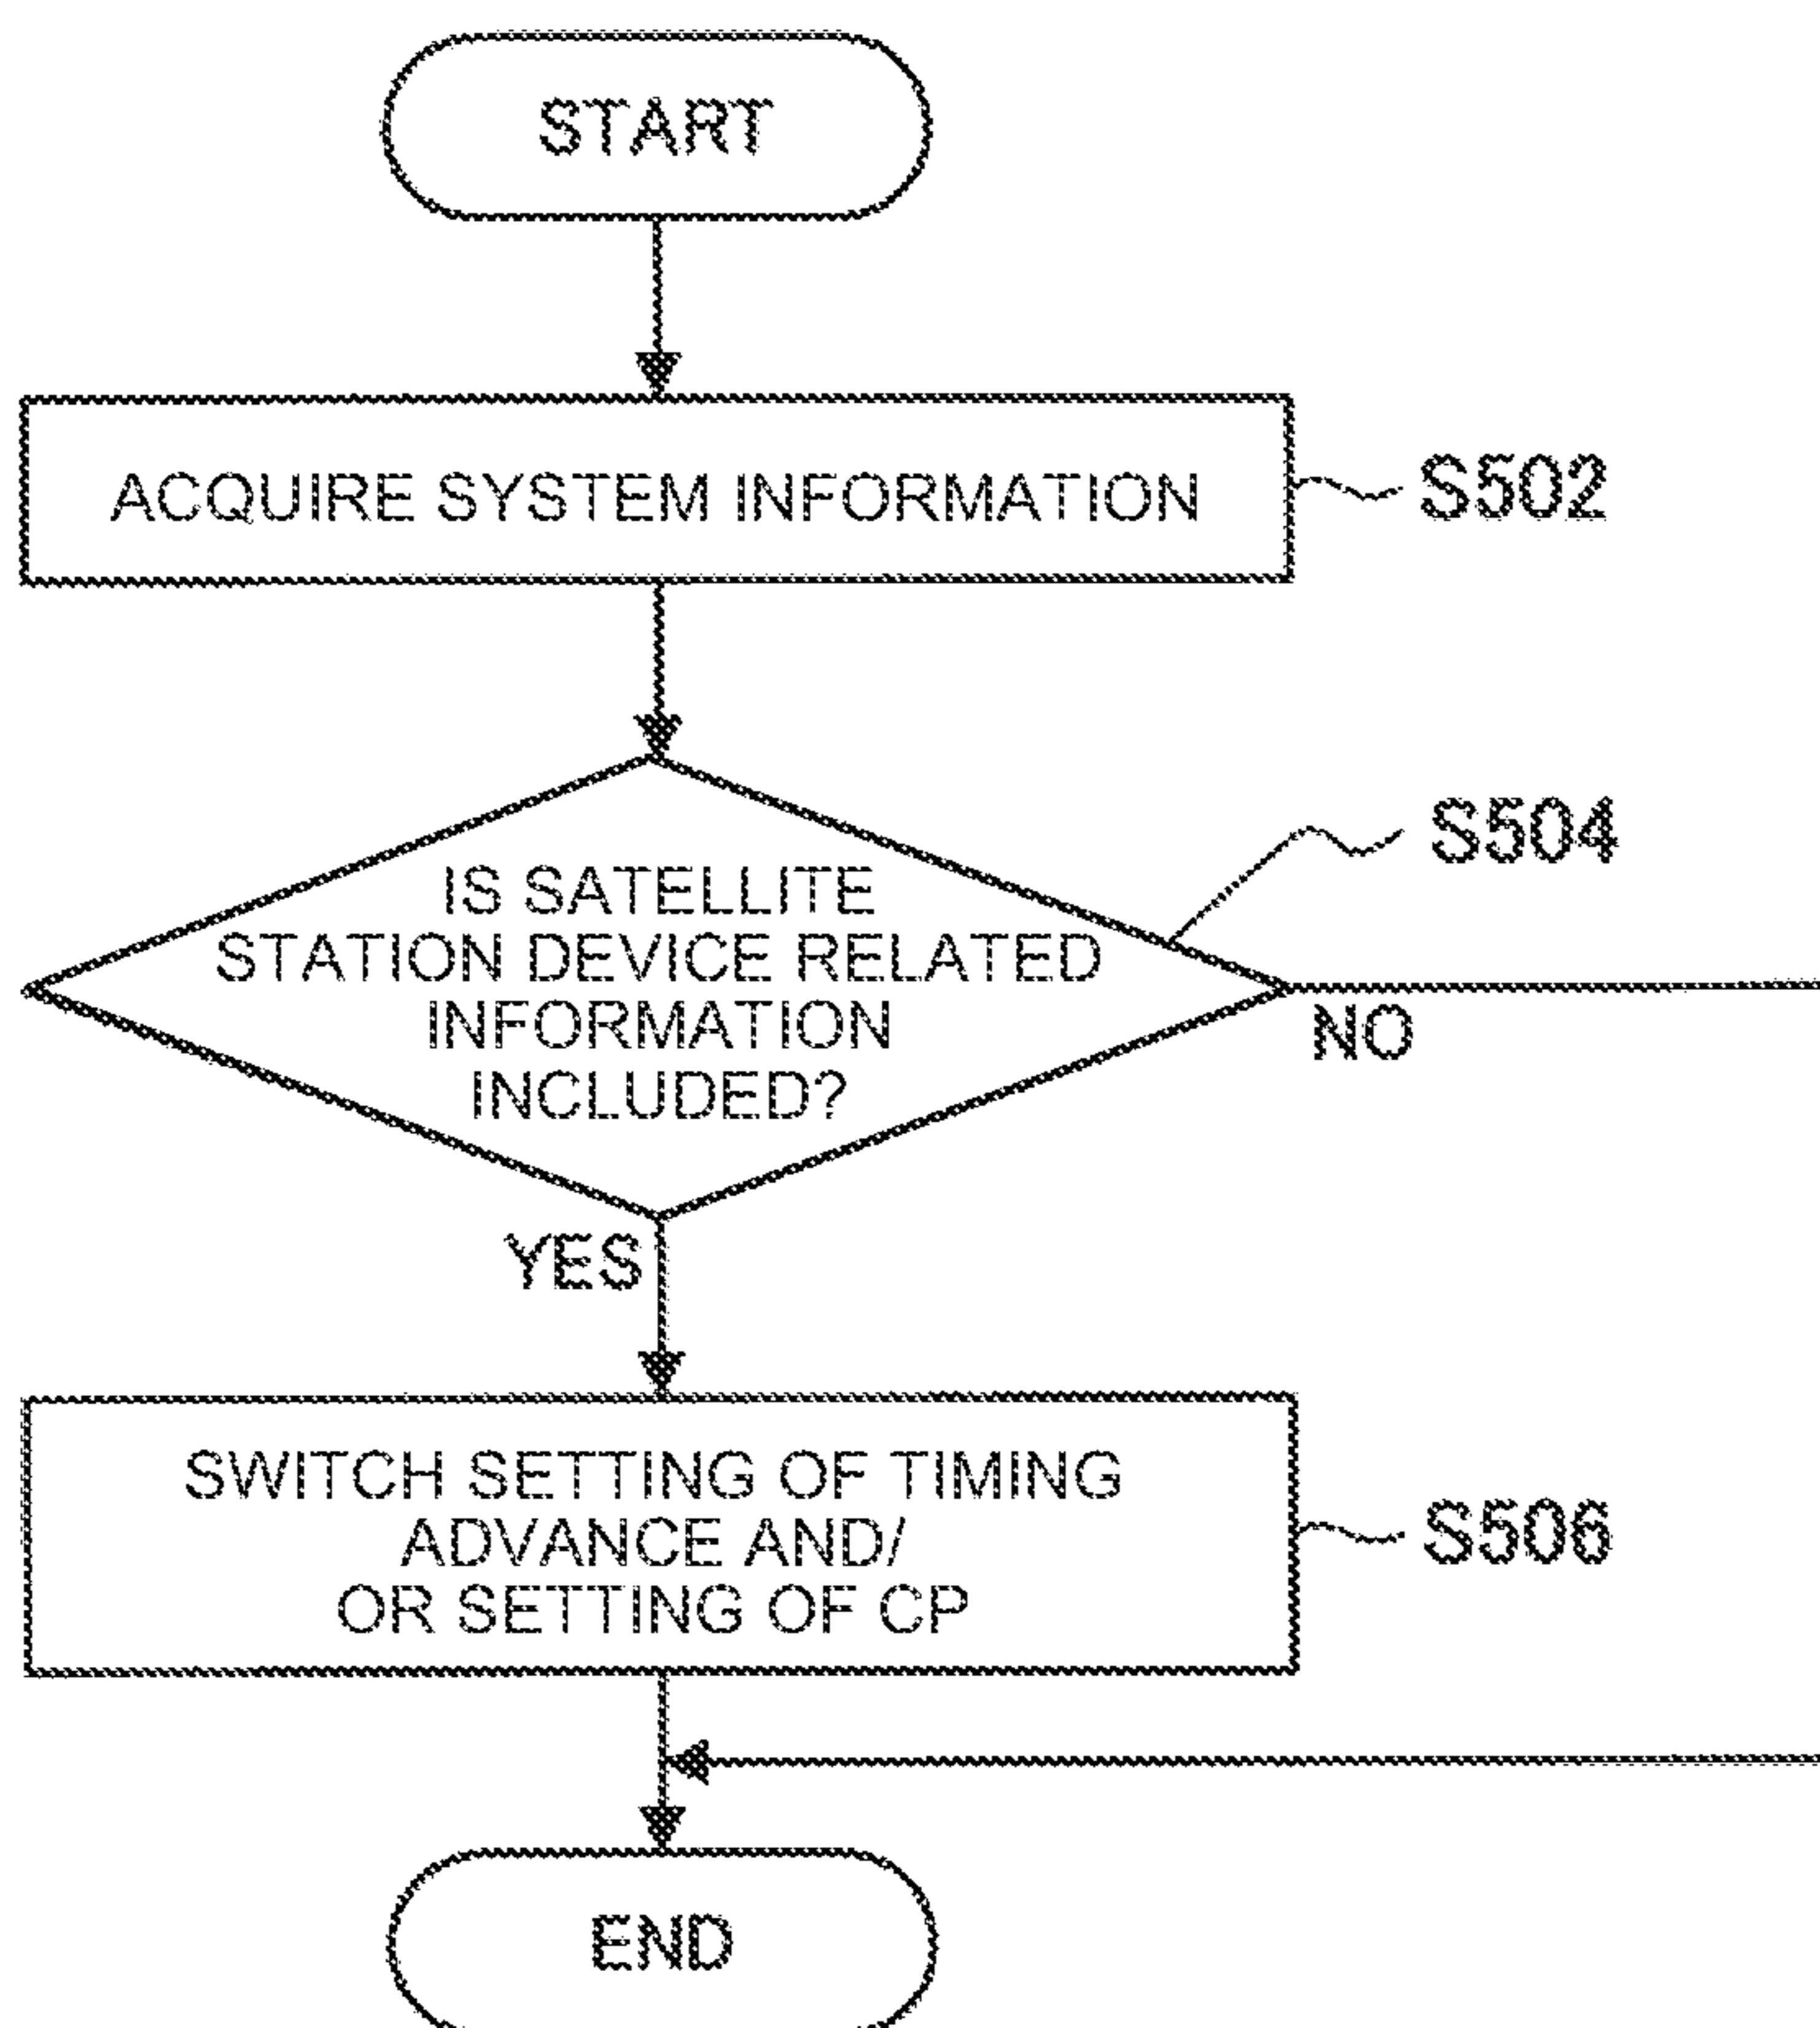 START
ACQUIRE SYSTEM INFORMATION
S502
S504
IS SATELLITE
STATION DEVICE RELATED
INFORMATION
INCLUDED?
NO
YES
SWITCH SETTING OF TIMING
ADVANCE AND/
OR SETTING OF CP
S506
END